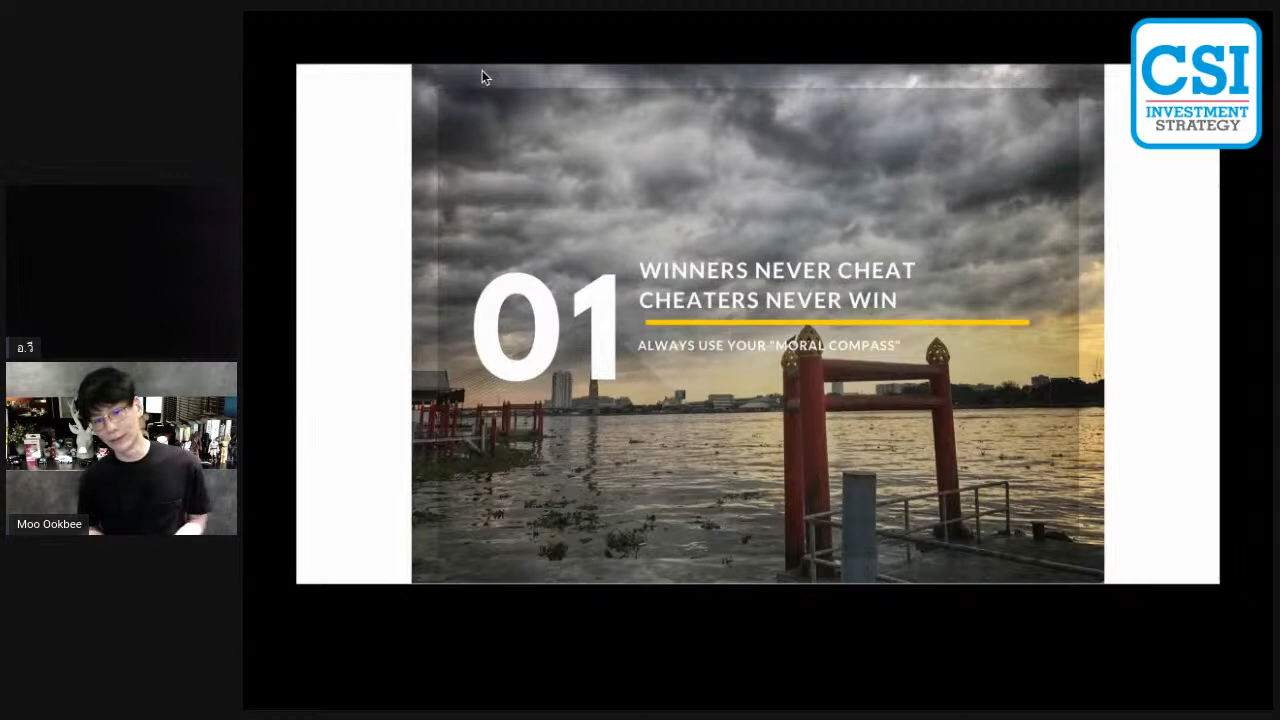 CSI
INVESTMENT
STRATEGY
01
WINNERS NEVER CHEAT
CHEATERS NEVER WIN
ALWAYS USE YOUR "MORAL COMPASS"
อ.วี
Moo Ookbee